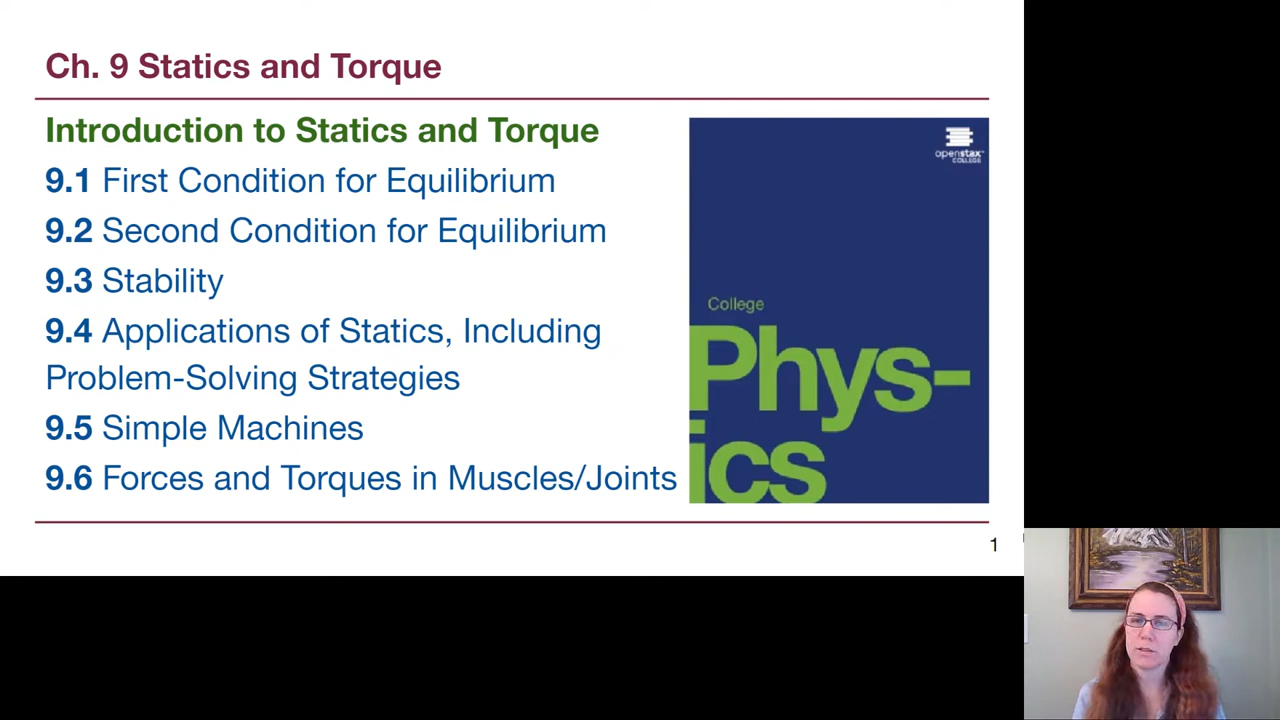 Ch. 9 Statics and Torque
Introduction to Statics and Torque
9.1 First Condition for Equilibrium
9.2 Second Condition for Equilibrium
9.3 Stability
9.4 Applications of Statics, Including
Problem-Solving Strategies
9.5 Simple Machines
9.6 Forces and Torques in Muscles/Joints
openstax™
COLLEGE
College
Phys-
ics
1